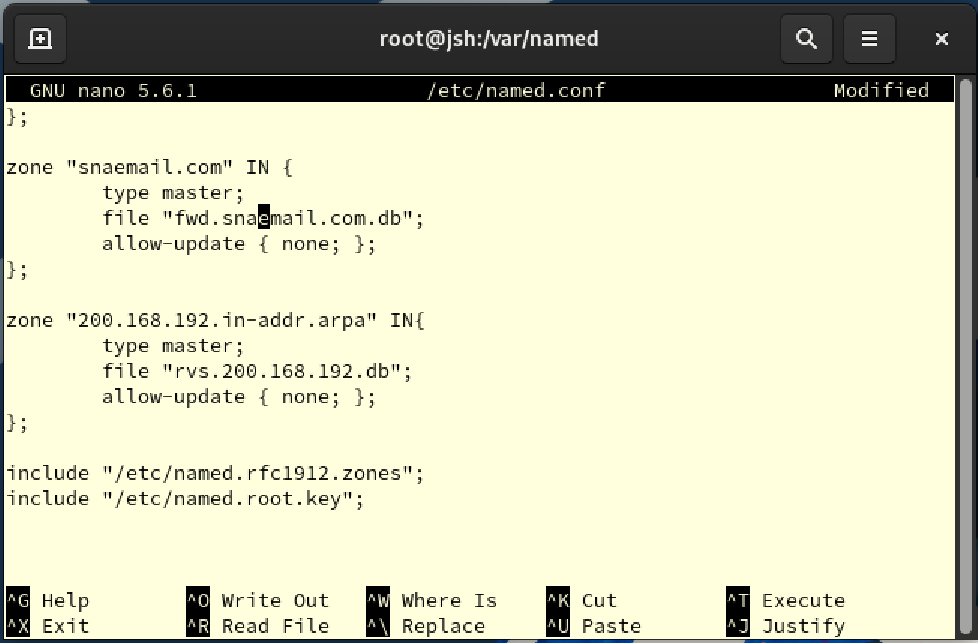 root@jsh:/var/named
GNU nano 5.6.1 /etc/named.conf Modified
};
zone "snaemail.com" IN {
type master;
file "fwd.snaemail.com.db";
allow-update { none; };
};
zone "200.168.192.in-addr.arpa" IN{
type master;
file "rvs.200.168.192.db";
allow-update { none; };
};
include "/etc/named.rfc1912.zones";
include "/etc/named.root.key";
^G Help ^O Write Out ^W Where Is ^K Cut ^T Execute
^X Exit ^R Read File ^\ Replace ^U Paste ^J Justify